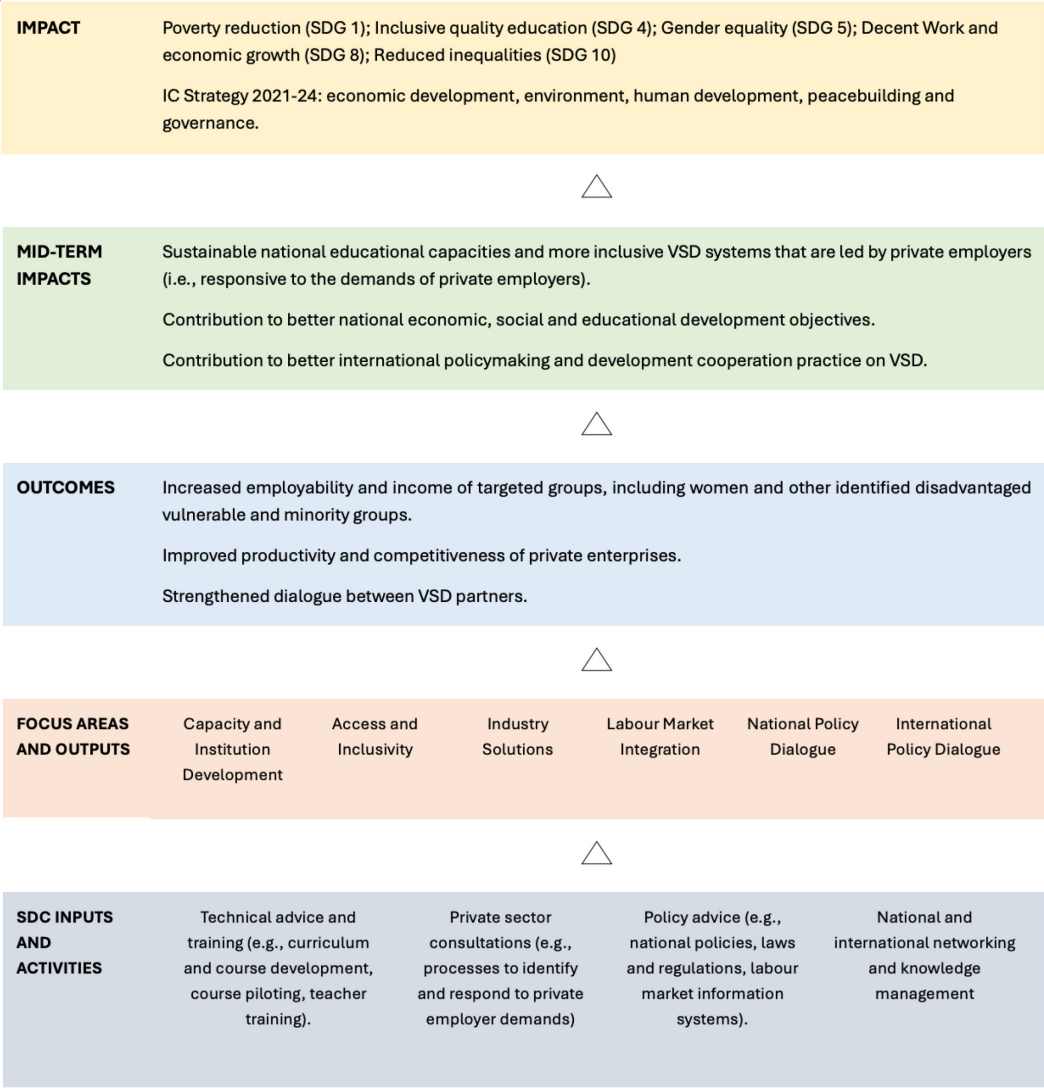 IMPACT
Poverty reduction (SDG 1); Inclusive quality education (SDG 4); Gender equality (SDG 5); Decent Work and
economic growth (SDG 8); Reduced inequalities (SDG 10)
IC Strategy 2021-24: economic development, environment, human development, peacebuilding and
governance.
MID-TERM
IMPACTS
Sustainable national educational capacities and more inclusive VSD systems that are led by private employers
(i.e., responsive to the demands of private employers).
Contribution to better national economic, social and educational development objectives.
Contribution to better international policymaking and development cooperation practice on VSD.
OUTCOMES
Increased employability and income of targeted groups, including women and other identified disadvantaged
vulnerable and minority groups.
Improved productivity and competitiveness of private enterprises.
Strengthened dialogue between VSD partners.
FOCUS AREAS
AND OUTPUTS
Capacity and
Institution
Development
Access and
Inclusivity
Industry
Solutions
Labour Market
Integration
National Policy
Dialogue
International
Policy Dialogue
SDC INPUTS
AND
ACTIVITIES
Technical advice and
training (e.g., curriculum
and course development,
course piloting, teacher
training).
Private sector
consultations (e.g.,
processes to identify
and respond to private
employer demands)
Policy advice (e.g.,
national policies, laws
and regulations, labour
market information
systems).
National and
international networking
and knowledge
management